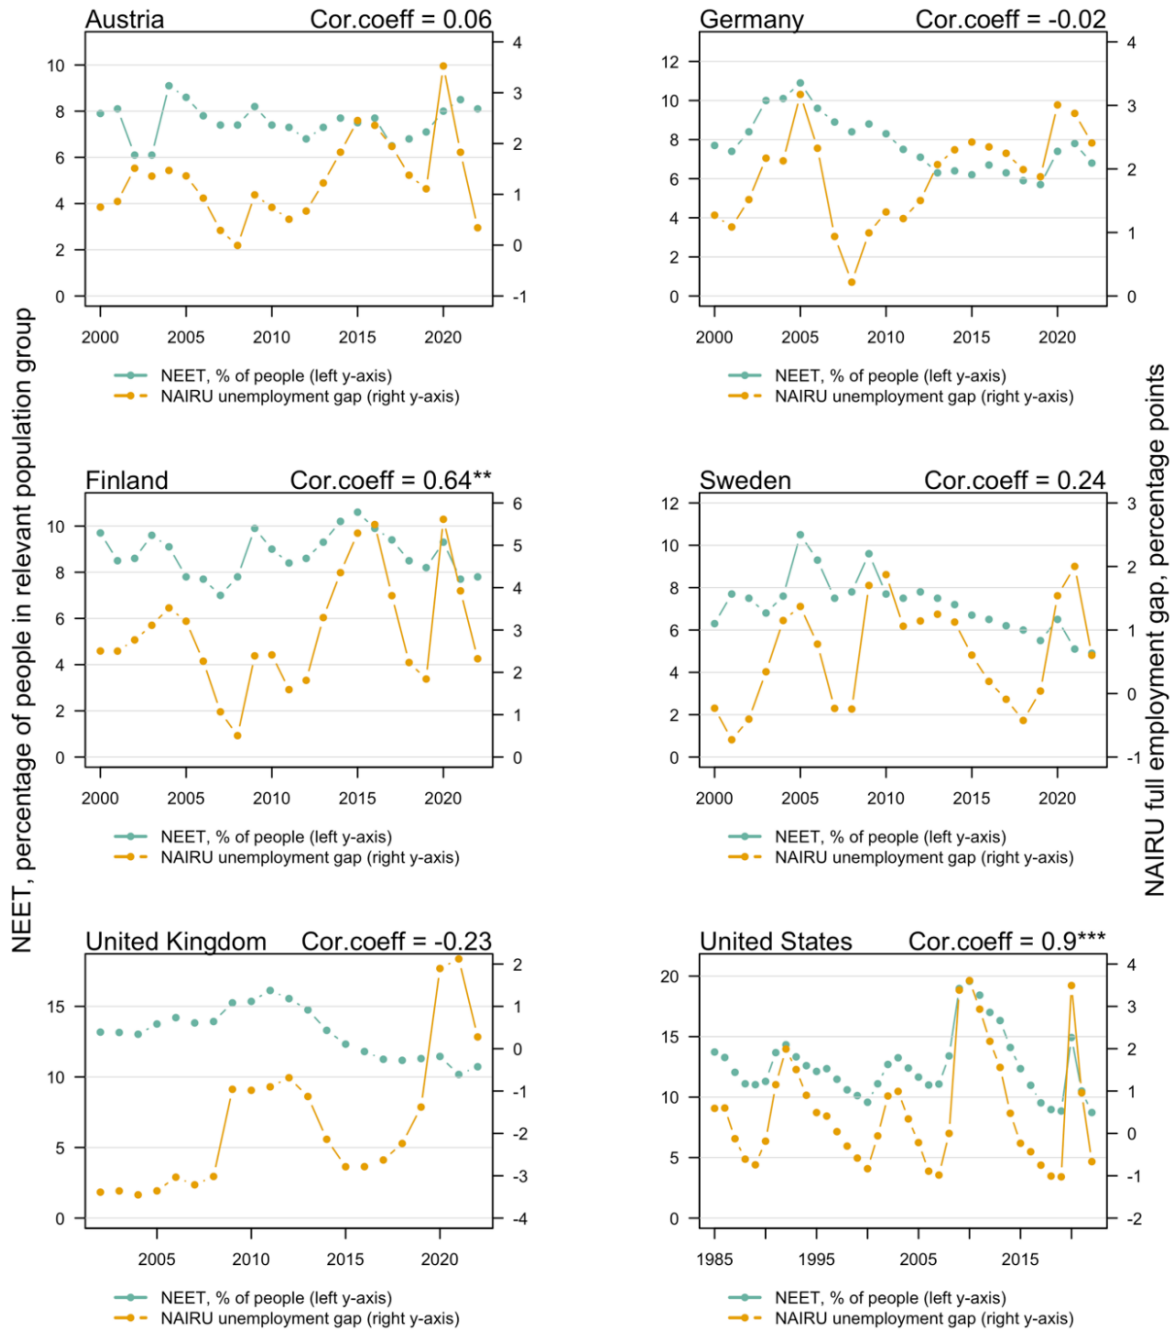 NEET, percentage of people in relevant population group
NAIRU full employment gap, percentage points
Austria Cor.coeff = 0.06
10
8
6
4
2
0
4
3
2
1
0
-1
2000 2005 2010 2015 2020
NEET, % of people (left y-axis)
NAIRU unemployment gap (right y-axis)
Germany Cor.coeff = -0.02
12
10
8
6
4
2
0
4
3
2
1
0
2000 2005 2010 2015 2020
NEET, % of people (left y-axis)
NAIRU unemployment gap (right y-axis)
Finland Cor.coeff = 0.64**
10
8
6
4
2
0
6
5
4
3
2
1
0
2000 2005 2010 2015 2020
NEET, % of people (left y-axis)
NAIRU unemployment gap (right y-axis)
Sweden Cor.coeff = 0.24
12
10
8
6
4
2
0
3
2
1
0
-1
2000 2005 2010 2015 2020
NEET, % of people (left y-axis)
NAIRU unemployment gap (right y-axis)
United Kingdom Cor.coeff = -0.23
15
10
5
0
2
1
0
-1
-2
-3
-4
2005 2010 2015 2020
NEET, % of people (left y-axis)
NAIRU unemployment gap (right y-axis)
United States Cor.coeff = 0.9***
20
15
10
5
0
4
3
2
1
0
-1
-2
1985 1995 2005 2015
NEET, % of people (left y-axis)
NAIRU unemployment gap (right y-axis)